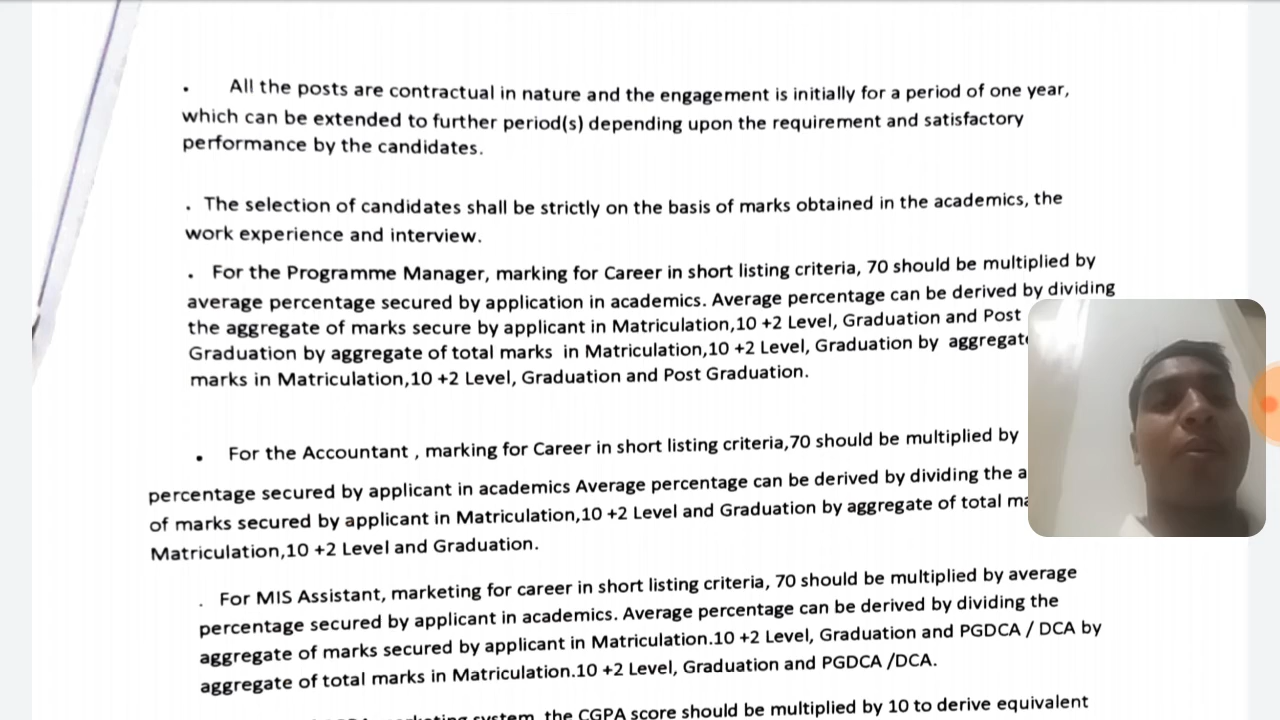 . All the posts are contractual in nature and the engagement is initially for a period of one year,
which can be extended to further period(s) depending upon the requirement and satisfactory
performance by the candidates.
. The selection of candidates shall be strictly on the basis of marks obtained in the academics, the
work experience and interview.
. For the Programme Manager, marking for Career in short listing criteria, 70 should be multiplied by
average percentage secured by application in academics. Average percentage can be derived by dividing
the aggregate of marks secure by applicant in Matriculation,10 +2 Level, Graduation and Post
Graduation by aggregate of total marks in Matriculation,10 +2 Level, Graduation by
marks in Matriculation,10 +2 Level, Graduation and Post Graduation.
. For the Accountant , marking for Career in short listing criteria,70 should be multiplied by
percentage secured by applicant in academics Average percentage can be derived by dividing the
of marks secured by applicant in Matriculation,10 +2 Level and Graduation by aggregate of total
Matriculation,10 +2 Level and Graduation.
. For MIS Assistant, marketing for career in short listing criteria, 70 should be multiplied by average
percentage secured by applicant in academics. Average percentage can be derived by dividing the
aggregate of marks secured by applicant in Matriculation.10 +2 Level, Graduation and PGDCA / DCA by
aggregate of total marks in Matriculation.10 +2 Level, Graduation and PGDCA /DCA.
system, the CGPA score should be multiplied by 10 to derive equivalent